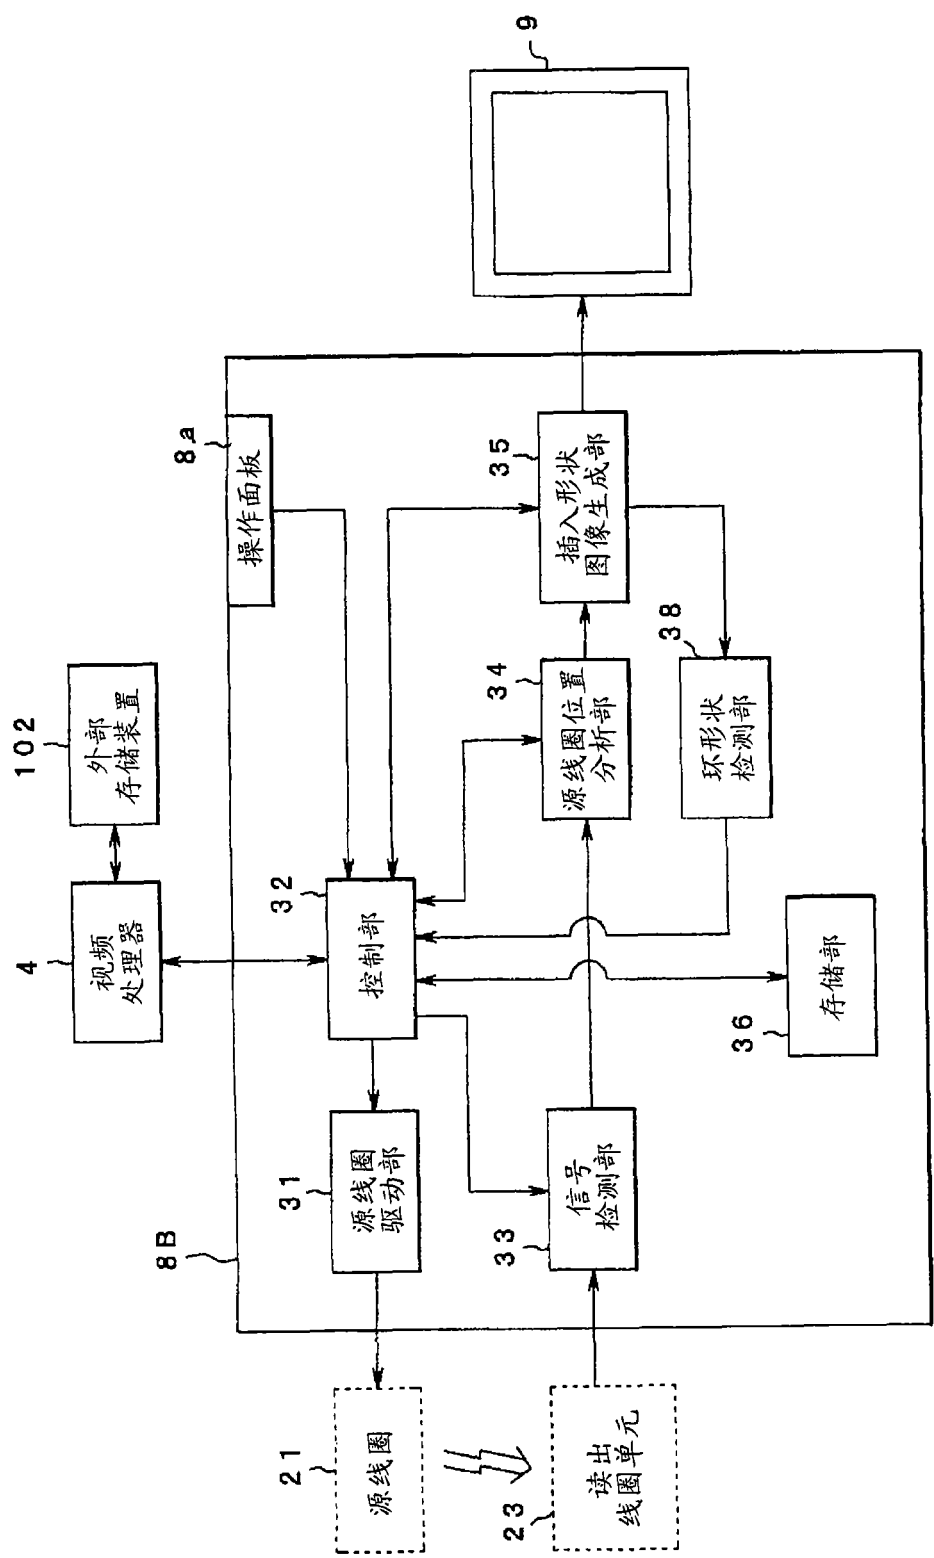 102
外部
存储装置
4
视频
处理器
8a
操作面板
8B
31
源线圈
驱动部
32
控制部
35
插入形状
图像生成部
9
21
源线圈
33
信号
检测部
34
源线圈位置
分析部
38
环形状
检测部
36
存储部
23
读出
线圈单元